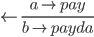 ← a → pay
b → payda